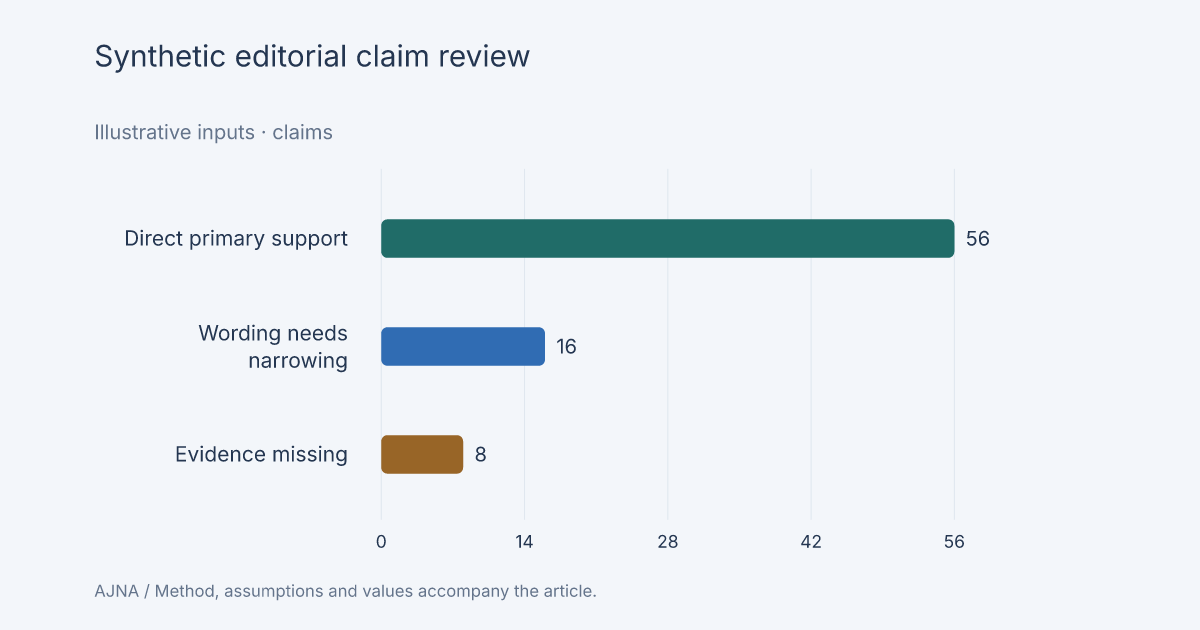 Synthetic editorial claim review
Illustrative inputs · claims
Direct primary support
56
Wording needs
narrowing
16
Evidence missing
8
0 14 28 42 56
AJNA / Method, assumptions and values accompany the article.